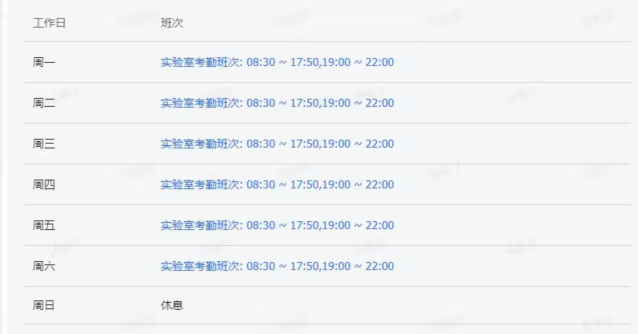 工作日 班次
周一 实验室考勤班次: 08:30 ~ 17:50,19:00 ~ 22:00
周二 实验室考勤班次: 08:30 ~ 17:50,19:00 ~ 22:00
周三 实验室考勤班次: 08:30 ~ 17:50,19:00 ~ 22:00
周四 实验室考勤班次: 08:30 ~ 17:50,19:00 ~ 22:00
周五 实验室考勤班次: 08:30 ~ 17:50,19:00 ~ 22:00
周六 实验室考勤班次: 08:30 ~ 17:50,19:00 ~ 22:00
周日 休息